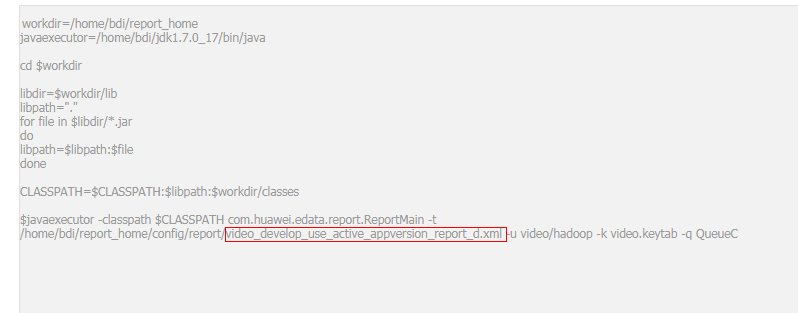 workdir=/home/bdi/report_home
javaexecutor=/home/bdi/jdk1.7.0_17/bin/java
cd $workdir
libdir=$workdir/lib
libpath="."
for file in $libdir/*.jar
do
libpath=$libpath:$file
done
CLASSPATH=$CLASSPATH:$libpath:$workdir/classes
$javaexecutor -classpath $CLASSPATH com.huawei.edata.report.ReportMain -t
/home/bdi/report_home/config/report/video_develop_use_active_appversion_report_d.xml -u video/hadoop -k video.keytab -q QueueC